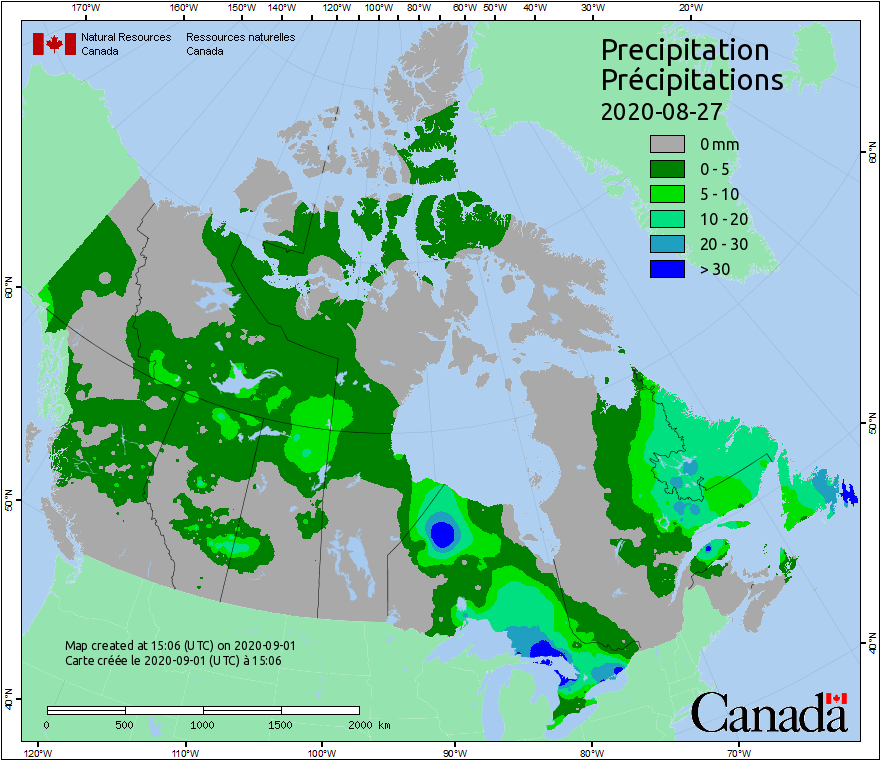 170°W 160°W 150°W 140°W 130°W 120°W 110°W 100°W 90°W 80°W 60°W 50°W 40°W 30°W 20°W
Natural Resources Ressources naturelles
Canada Canada
Precipitation
Précipitations
2020-08-27
0 mm
0 - 5
5 - 10
10 - 20
20 - 30
> 30
60°N
60°N
50°N
50°N
40°N
40°N
Map created at 15:06 (UTC) on 2020-09-01
Carte créée le 2020-09-01 (UTC) à 15:06
0 500 1000 1500 2000 km
Canada
120°W 110°W 100°W 90°W 80°W 70°W